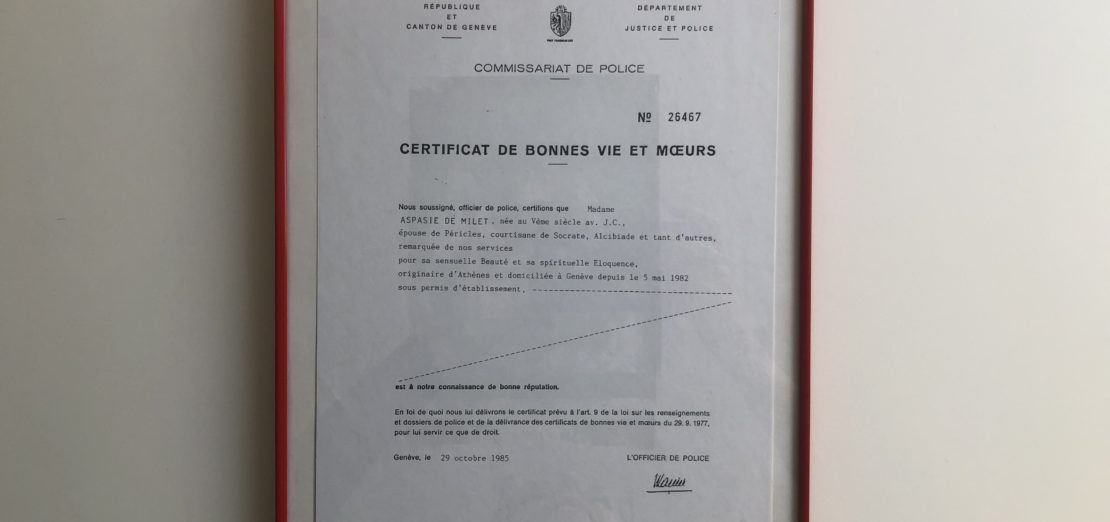 RÉPUBLIQUE
ET
CANTON DE GENÈVE
DÉPARTEMENT
DE
JUSTICE ET POLICE
COMMISSARIAT DE POLICE
Nº 26467
CERTIFICAT DE BONNES VIE ET MŒURS
Nous soussigné, officier de police, certifions que Madame
ASPASIE DE MILET, née au Vème siècle av. J.C.,
épouse de Périclès, courtisane de Socrate, Alcibiade et tant d'autres,
remarquée de nos services
pour sa sensuelle Beauté et sa spirituelle Eloquence,
originaire d'Athènes et domiciliée à Genève depuis le 5 mai 1982
sous permis d'établissement,
est à notre connaissance de bonne réputation.
En foi de quoi nous lui délivrons le certificat prévu à l'art. 9 de la loi sur les renseignements
et dossiers de police et de la délivrance des certificats de bonnes vie et mœurs du 29. 9. 1977,
pour lui servir ce que de droit.
Genève, le 29 octobre 1985
L'OFFICIER DE POLICE